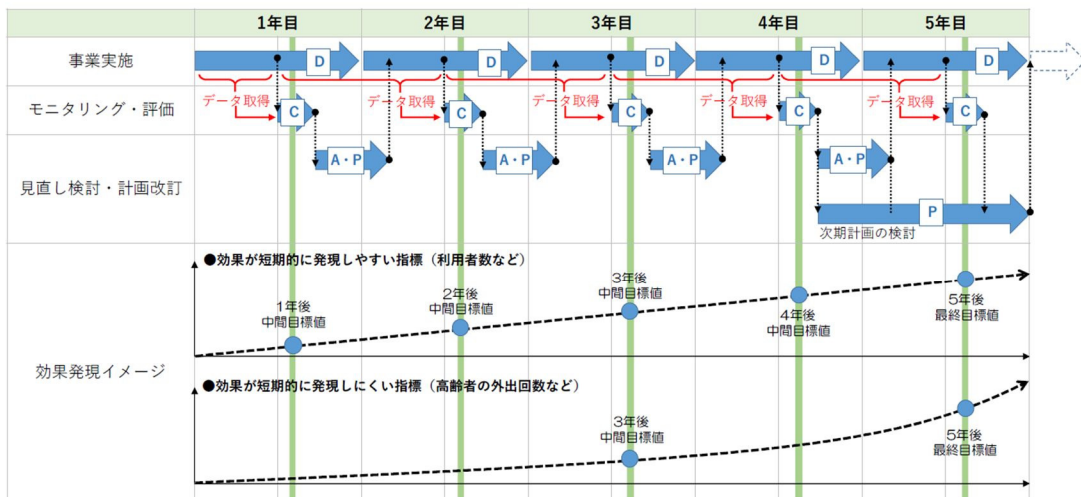 1年目 2年目 3年目 4年目 5年目
事業実施
D D D D D
データ取得 データ取得 データ取得 データ取得 データ取得
モニタリング・評価
C C C C C
A・P A・P A・P A・P
見直し検討・計画改訂
P
次期計画の検討
●効果が短期的に発現しやすい指標（利用者数など）
1年後
中間目標値
2年後
中間目標値
3年後
中間目標値
4年後
中間目標値
5年後
最終目標値
効果発現イメージ
●効果が短期的に発現しにくい指標（高齢者の外出回数など）
3年後
中間目標値
5年後
最終目標値